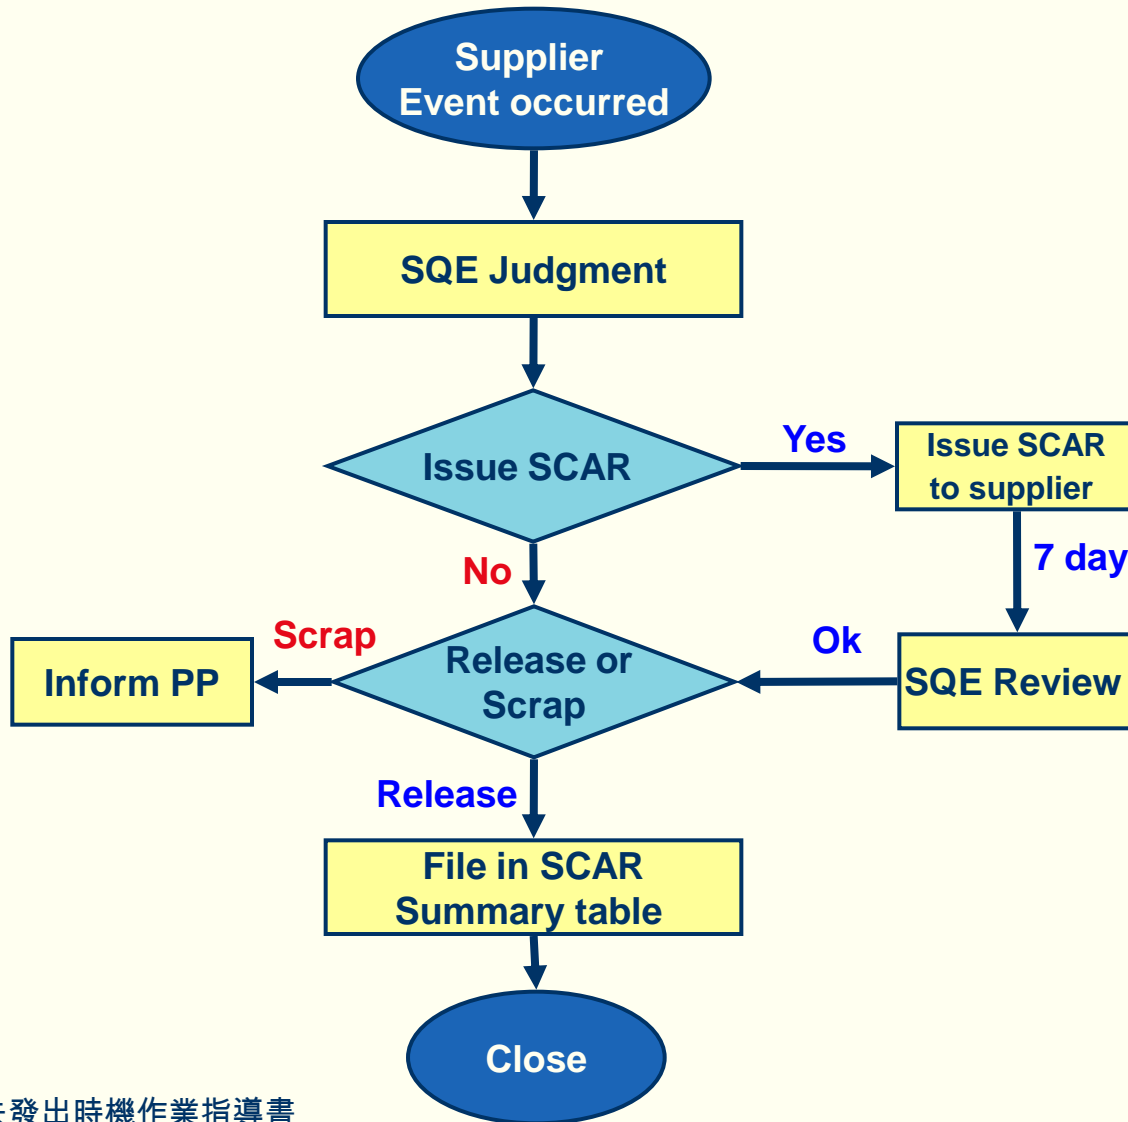 Supplier
Event occurred
SQE Judgment
Issue SCAR
Yes
Issue SCAR
to supplier
7 day
No
Scrap
Release or
Scrap
Ok
SQE Review
Inform PP
Release
File in SCAR
Summary table
Close
發出時機作業指導書